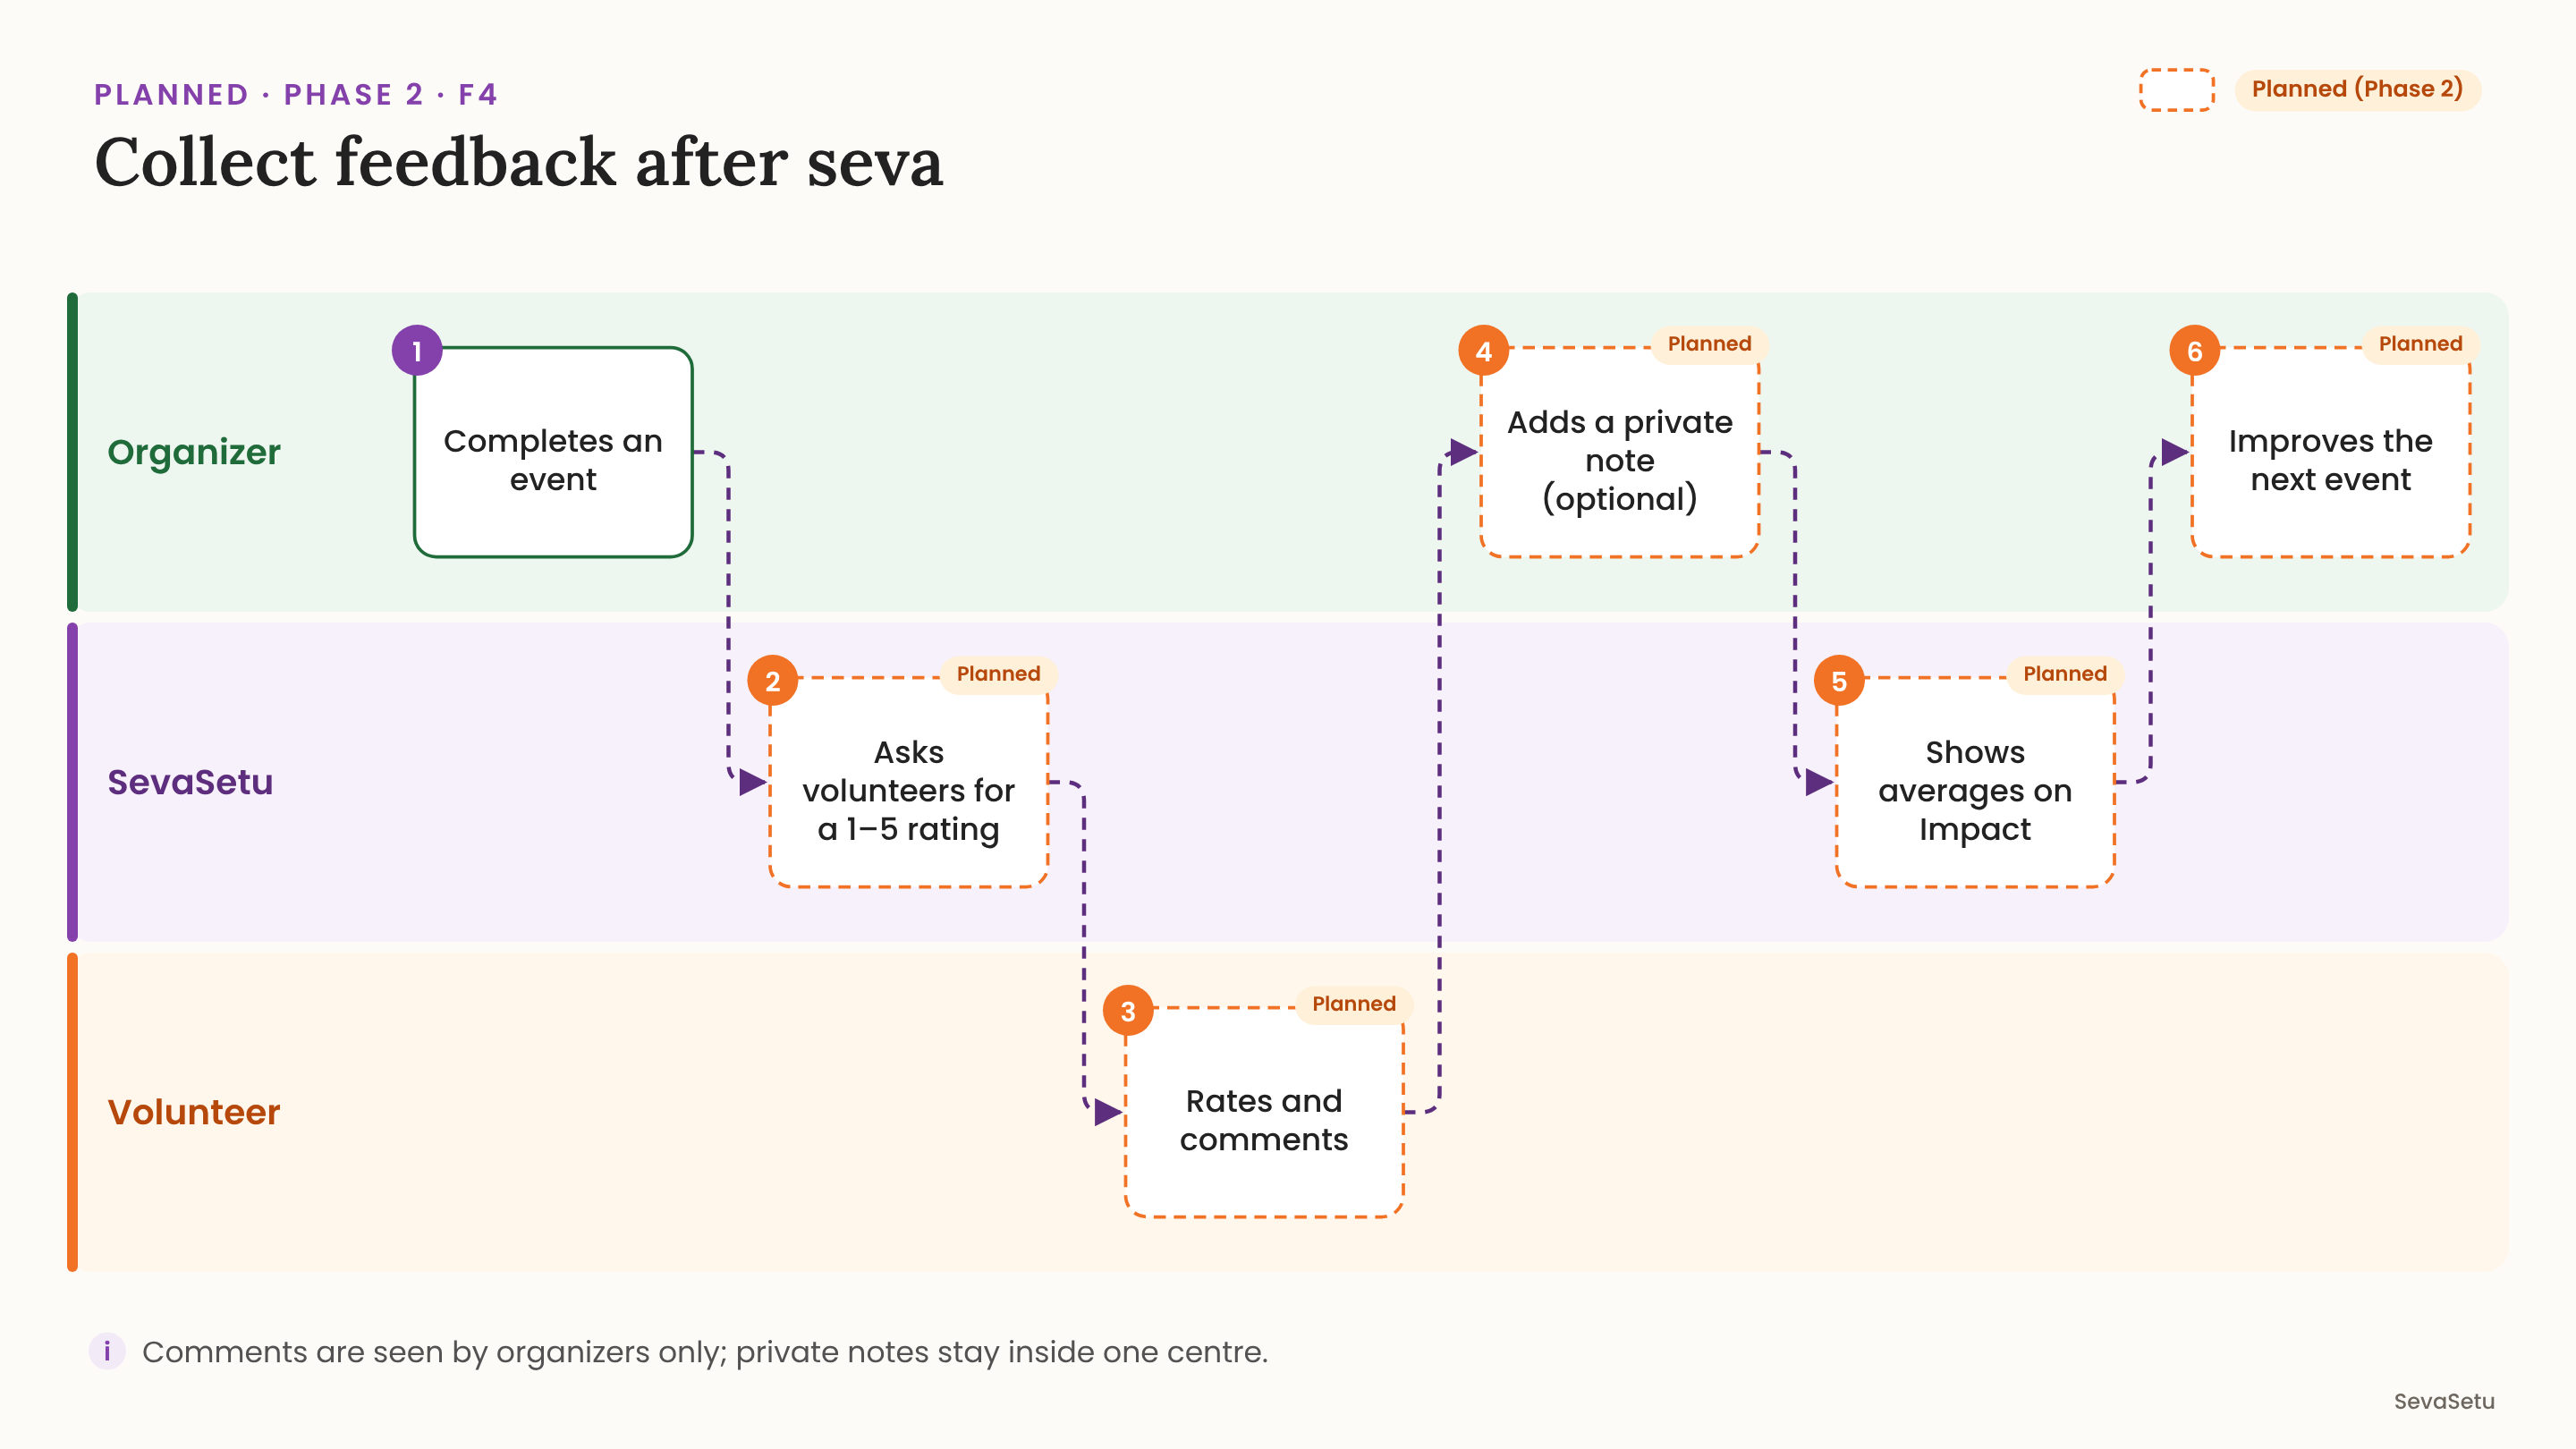 PLANNED · PHASE 2 · F4
Planned (Phase 2)
Collect feedback after seva
Organizer
1
Completes an
event
4
Planned
Adds a private
note
(optional)
6
Planned
Improves the
next event
SevaSetu
2
Planned
Asks
volunteers for
a 1–5 rating
5
Planned
Shows
averages on
Impact
Volunteer
3
Planned
Rates and
comments
i Comments are seen by organizers only; private notes stay inside one centre.
SevaSetu